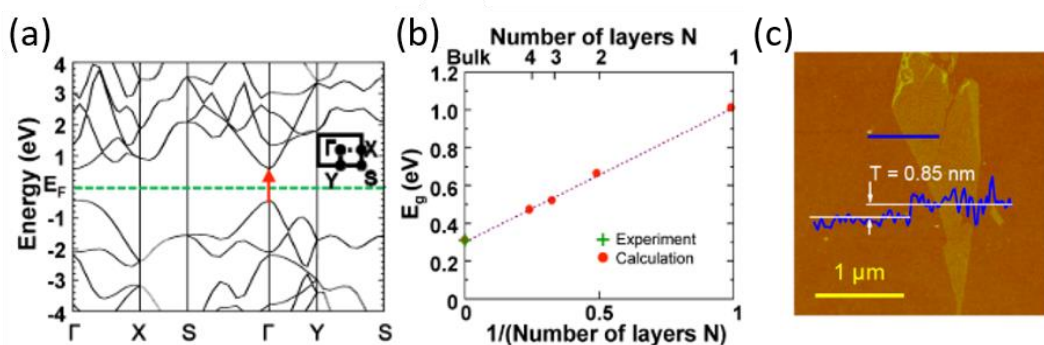 (a)
Energy (eV)
4
3
2
1
E_F
-1
-2
-3
-4
Γ X S Γ Y S
Γ X
Y S
(b)
Number of layers N
Bulk 4 3 2 1
E_g (eV)
1.2
1.0
0.8
0.6
0.4
0.2
0
Experiment
Calculation
0 0.5 1
1/(Number of layers N)
(c)
T = 0.85 nm
1 µm